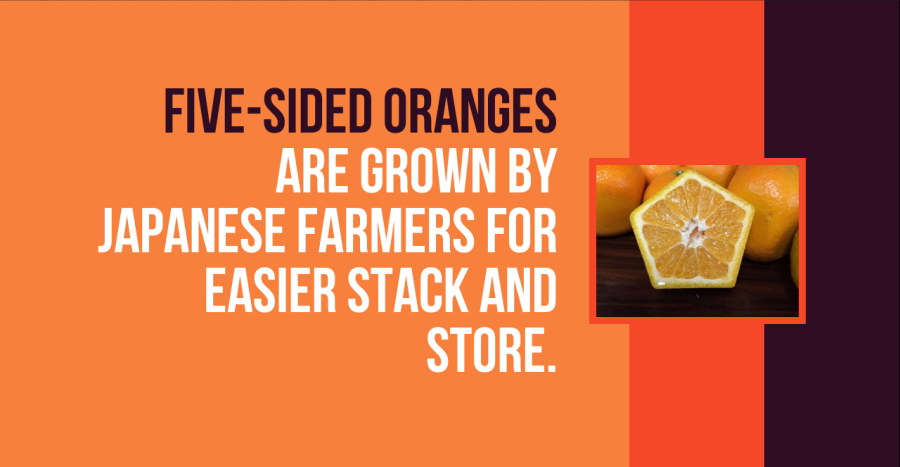 FIVE-SIDED ORANGES
ARE GROWN BY
JAPANESE FARMERS FOR
EASIER STACK AND
STORE.